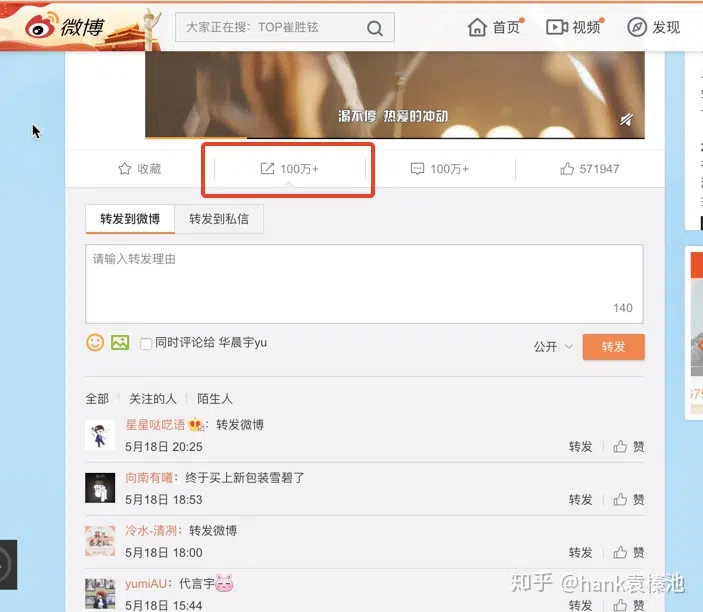 微博
大家正在搜：TOP崔胜铉
首页
视频
发现
渴不停 热爱的冲动
收藏
100万+
100万+
571947
转发到微博
转发到私信
请输入转发理由
140
同时评论给 华晨宇yu
公开
转发
全部
关注的人
陌生人
星星哒呓语：转发微博
5月18日 20:25
转发
赞
向南有曦：终于买上新包装雪碧了
5月18日 18:53
转发
赞
冷水-清冽：转发微博
5月18日 18:00
转发
赞
yumiAU：代言宇
5月18日 15:44
转发
赞
知乎 @hank袁榛池